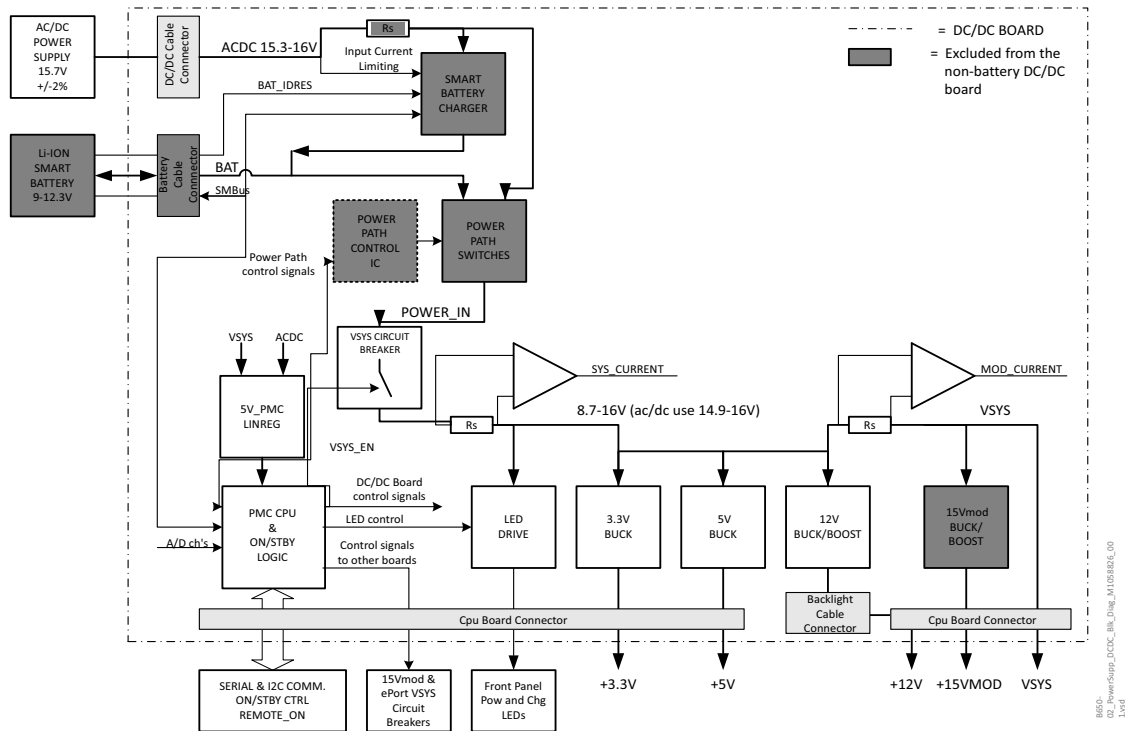 AC/DC
POWER
SUPPLY
15.7V
+/-2%
DC/DC Cable
Connnector
ACDC 15.3-16V
Rs
Input Current
Limiting
SMART
BATTERY
CHARGER
BAT_IDRES
= DC/DC BOARD
= Excluded from the
non-battery DC/DC
board
Li-ION
SMART
BATTERY
9-12.3V
Battery
Cable
Connnector
BAT
SMBus
POWER
PATH
CONTROL
IC
POWER
PATH
SWITCHES
Power Path
control signals
POWER_IN
VSYS
ACDC
VSYS CIRCUIT
BREAKER
SYS_CURRENT
MOD_CURRENT
5V_PMC
LINREG
8.7-16V (ac/dc use 14.9-16V)
VSYS
Rs
Rs
VSYS_EN
DC/DC Board
control signals
PMC CPU
&
ON/STBY
LOGIC
LED control
A/D ch's
Control signals
to other boards
LED
DRIVE
3.3V
BUCK
5V
BUCK
12V
BUCK/BOOST
15Vmod
BUCK/
BOOST
Backlight
Cable
Connector
Cpu Board Connector
Cpu Board Connector
SERIAL & I2C COMM.
ON/STBY CTRL
REMOTE_ON
15Vmod &
ePort VSYS
Circuit
Breakers
Front Panel
Pow and Chg
LEDs
+3.3V
+5V
+12V
+15VMOD
VSYS
B650-
02_PowerSupp_DCDC_Blk_Diag_M1058826_00
1.vsd